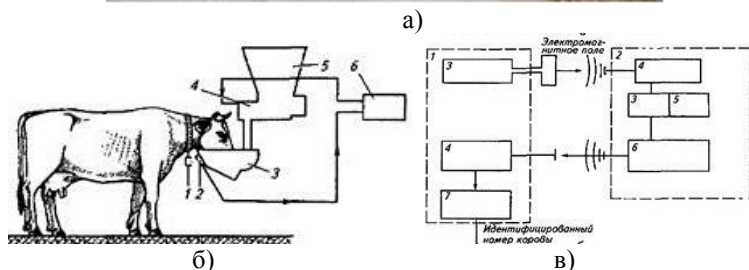 а)
Электромаг-
нитное поле
1
2
3
4
4
5
6
3
5
4
6
7
1
2
3
Идентифицированный
номер коровы
б)
в)